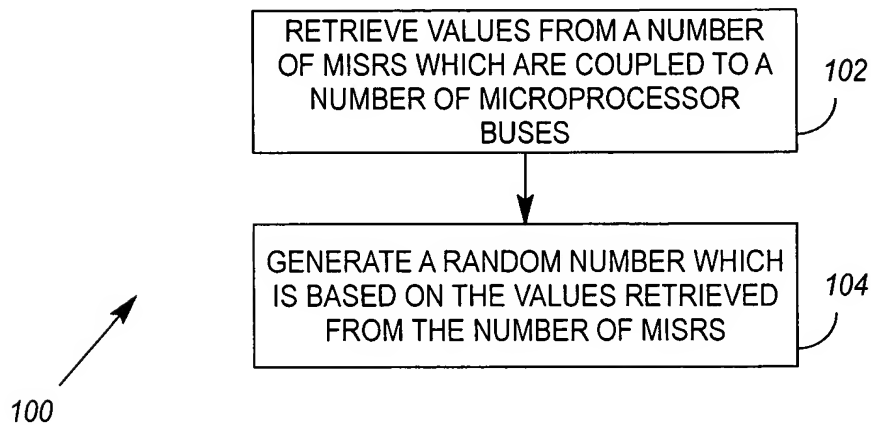 RETRIEVE VALUES FROM A NUMBER
OF MISRS WHICH ARE COUPLED TO A
NUMBER OF MICROPROCESSOR
BUSES
102
GENERATE A RANDOM NUMBER WHICH
IS BASED ON THE VALUES RETRIEVED
FROM THE NUMBER OF MISRS
104
100